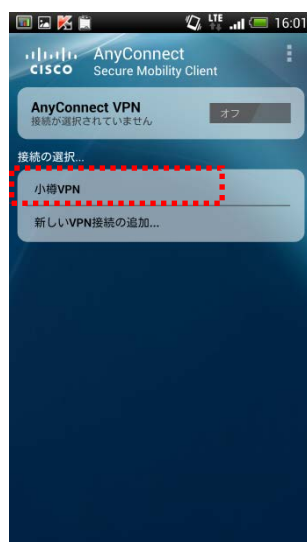 LTE 16:01
CISCO
AnyConnect
Secure Mobility Client
AnyConnect VPN
接続が選択されていません
オフ
接続の選択...
小樽VPN
新しいVPN接続の追加...